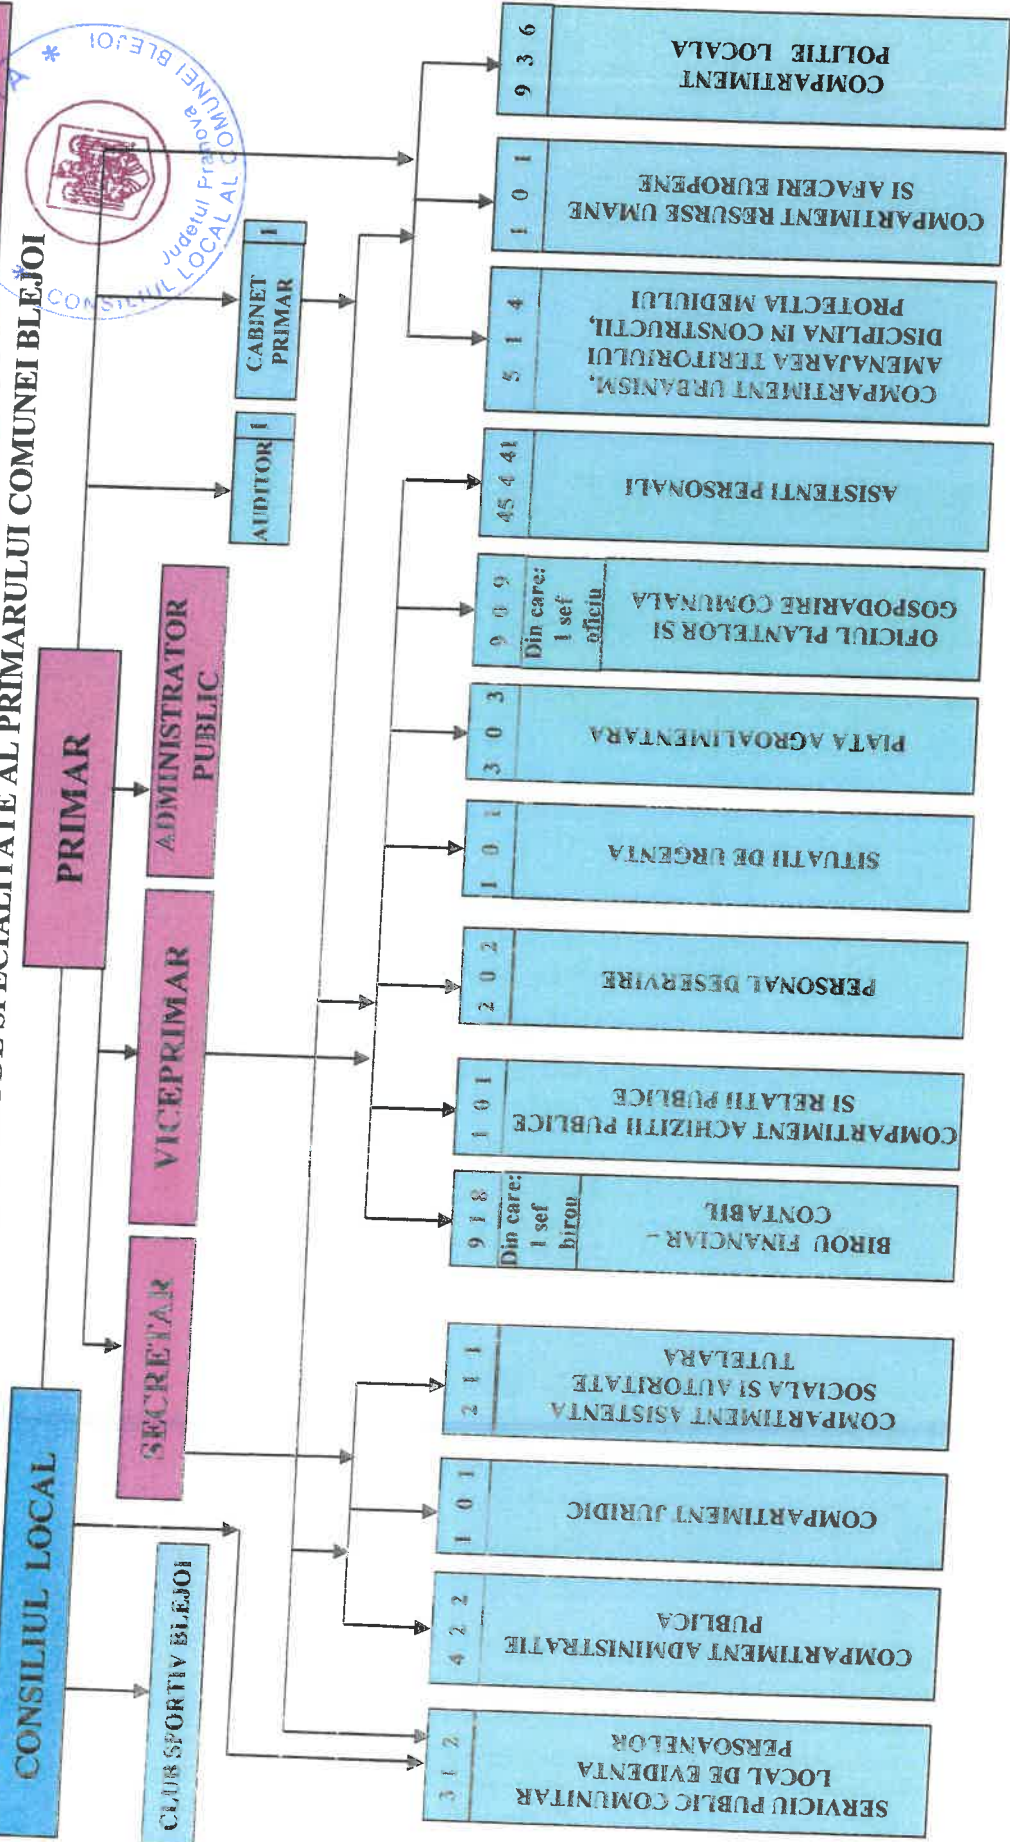 DE SPECIALITATE AL PRIMARULUI COMUNEI BLEJOI
CONSILIUL LOCAL AL COMUNEI BLEJOI
Judetul Prahova
CONSILIUL LOCAL
PRIMAR
CLUB SPORTIV BLEJOI
SECRETAR
VICEPRIMAR
ADMINISTRATOR
PUBLIC
AUDITOR 1
CABINET
PRIMAR
1
3 1 2
SERVICIU PUBLIC COMUNITAR
LOCAL DE EVIDENTA
PERSOANELOR
4 2 2
COMPARTIMENT ADMINISTRATIE
PUBLICA
1 0 1
COMPARTIMENT JURIDIC
2 1 1
COMPARTIMENT ASISTENTA
SOCIALA SI AUTORITATE
TUTELARA
9 1 8
Din care:
1 sef
birou
BIROU FINANCIAR –
CONTABIL
1 0 1
COMPARTIMENT ACHIZITII PUBLICE
SI RELATII PUBLICE
2 0 2
PERSONAL DESERVIRE
1 0 1
SITUATII DE URGENTA
3 0 3
PIATA AGROALIMENTARA
9 0 9
Din care:
1 sef
oficiu
OFICIUL PLANTELOR SI
GOSPODARIRE COMUNALA
45 4 41
ASISTENTI PERSONALI
5 1 4
COMPARTIMENT URBANISM,
AMENAJAREA TERITORIULUI
DISCIPLINA IN CONSTRUCTII,
PROTECTIA MEDIULUI
1 0 1
COMPARTIMENT RESURSE UMANE
SI AFACERI EUROPENE
9 3 6
COMPARTIMENT
POLITIE LOCALA